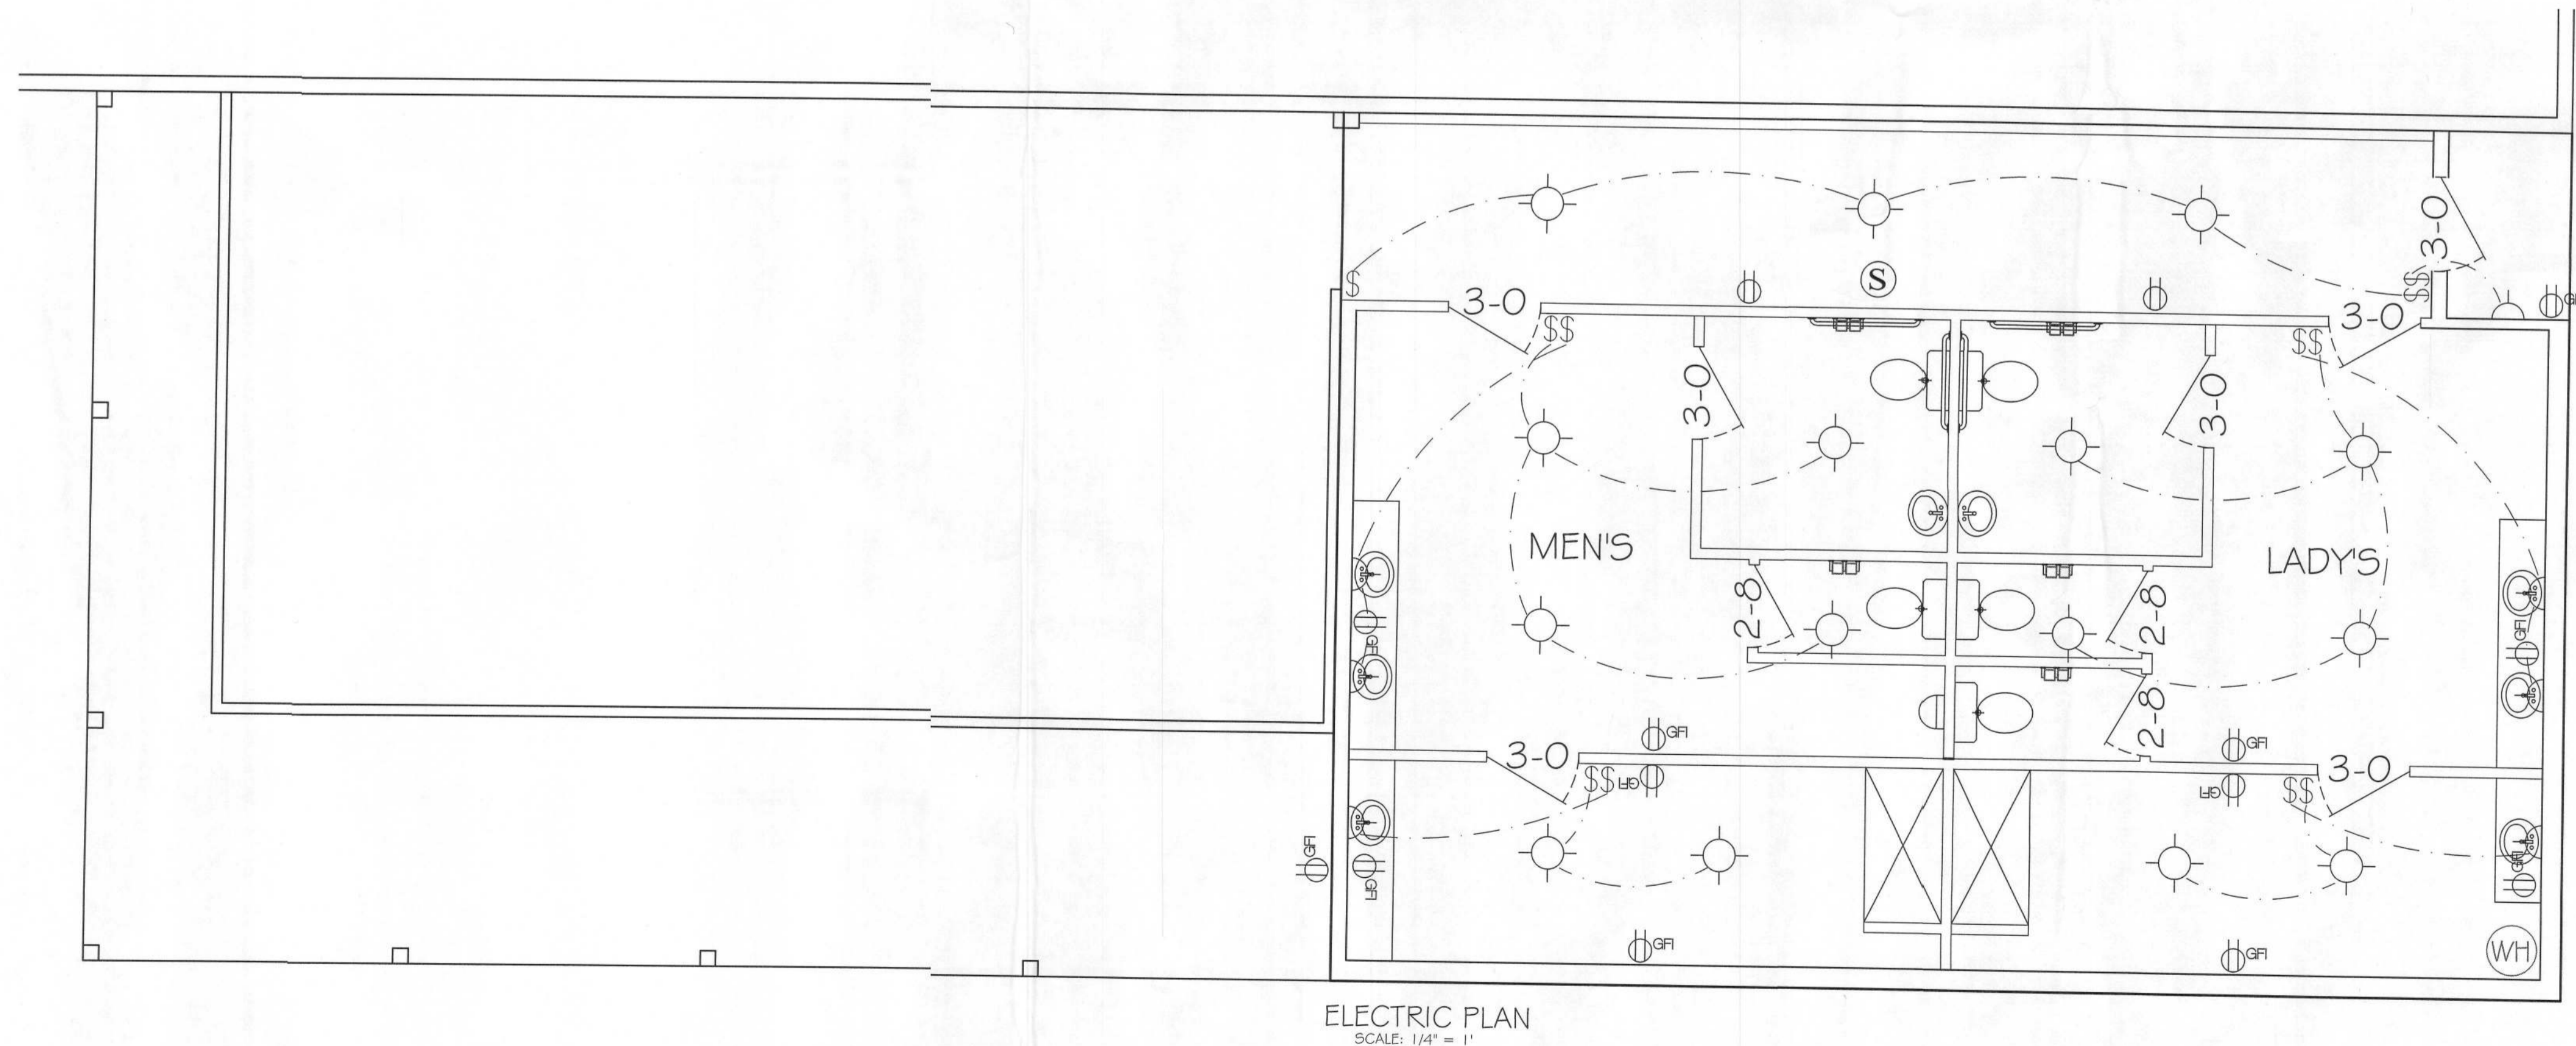 3-0
S
$
$$
G
3-0
$$
3-0
$$
3-0
3-0
MEN'S
LADY'S
2-8
2-8
GFI
GFI
2-8
GFI
GFI
3-0
3-0
$$
GFI
GFI
$$
GFI
GFI
GFI
GFI
GFI
WH
ELECTRIC PLAN
SCALE: 1/4" = 1'